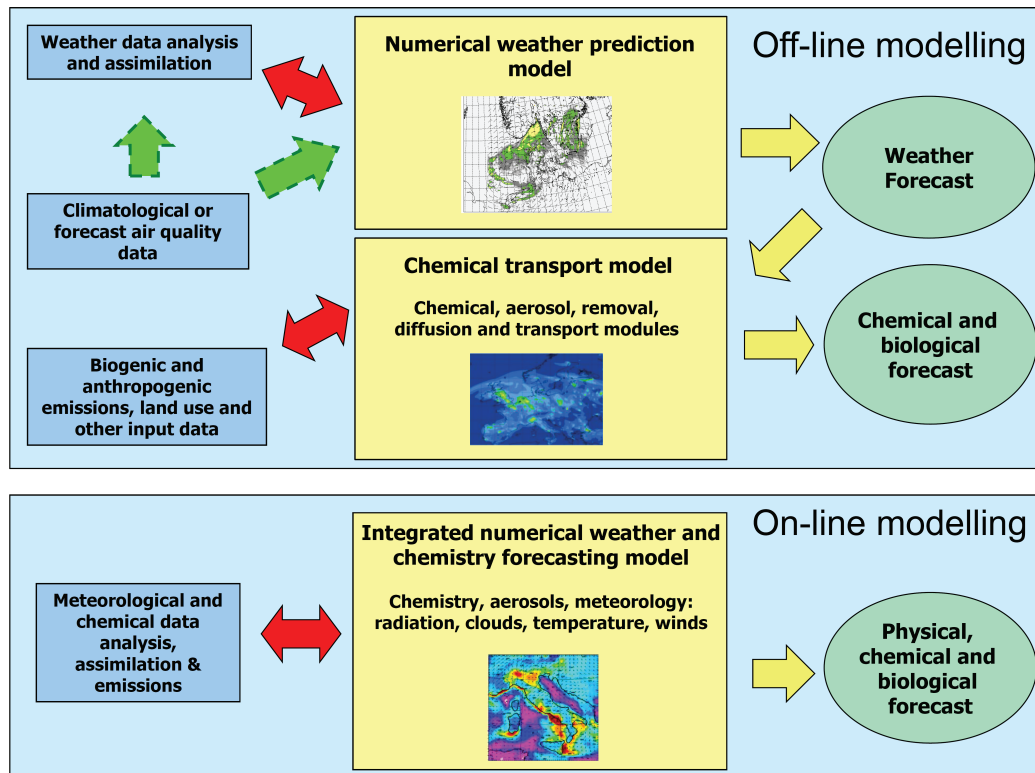 Off-line modelling
Weather data analysis
and assimilation
Numerical weather prediction
model
Weather
Forecast
Climatological or
forecast air quality
data
Chemical transport model
Chemical, aerosol, removal,
diffusion and transport modules
Chemical and
biological
forecast
Biogenic and
anthropogenic
emissions, land use and
other input data
On-line modelling
Integrated numerical weather and
chemistry forecasting model
Chemistry, aerosols, meteorology:
radiation, clouds, temperature, winds
Meteorological and
chemical data
analysis,
assimilation &
emissions
Physical,
chemical and
biological
forecast